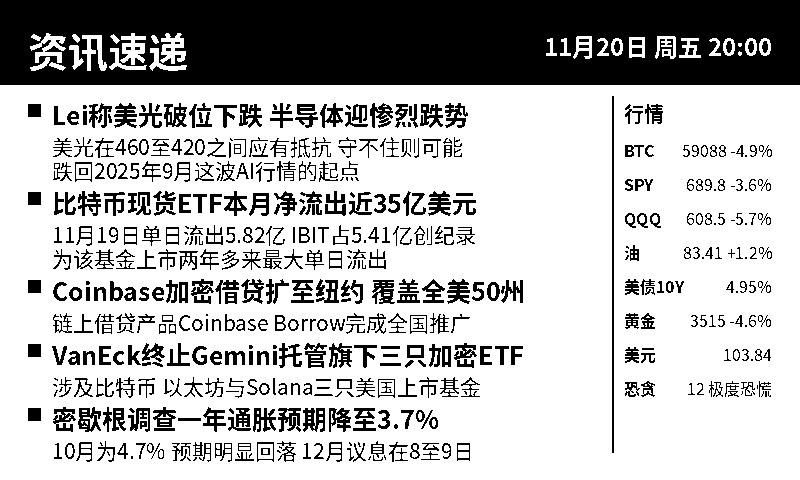 资讯速递
11月20日 周五 20:00
Lei称美光破位下跌 半导体迎惨烈跌势
美光在460至420之间应有抵抗 守不住则可能
跌回2025年9月这波AI行情的起点
比特币现货ETF本月净流出近35亿美元
11月19日单日流出5.82亿 IBIT占5.41亿创纪录
为该基金上市两年多来最大单日流出
Coinbase加密借贷扩至纽约 覆盖全美50州
链上借贷产品Coinbase Borrow完成全国推广
VanEck终止Gemini托管旗下三只加密ETF
涉及比特币 以太坊与Solana三只美国上市基金
密歇根调查一年通胀预期降至3.7%
10月为4.7% 预期明显回落 12月议息在8至9日
行情
BTC 59088 -4.9%
SPY 689.8 -3.6%
QQQ 608.5 -5.7%
油 83.41 +1.2%
美债10Y 4.95%
黄金 3515 -4.6%
美元 103.84
恐贪 12 极度恐慌